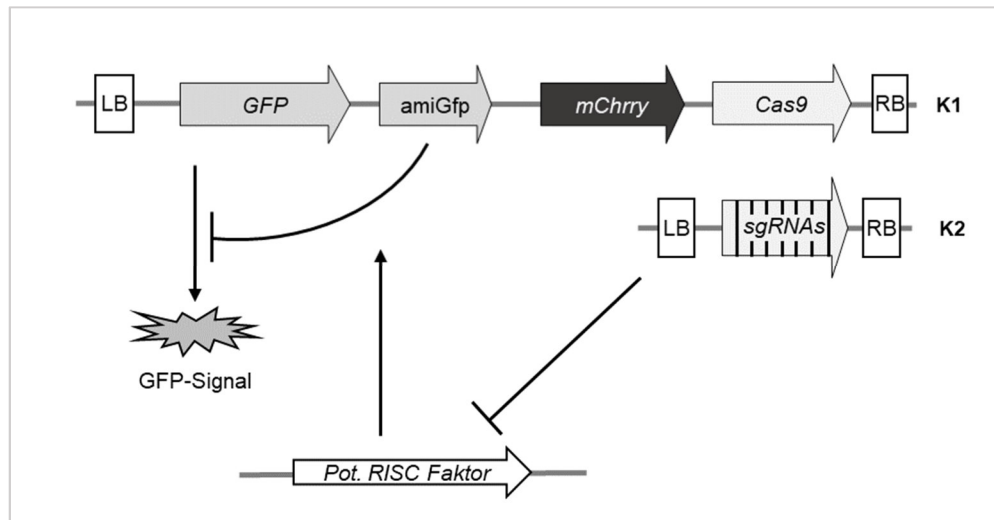 LB GFP amiGfp mChrry Cas9 RB K1
LB sgRNAs RB K2
GFP-Signal
Pot. RISC Faktor